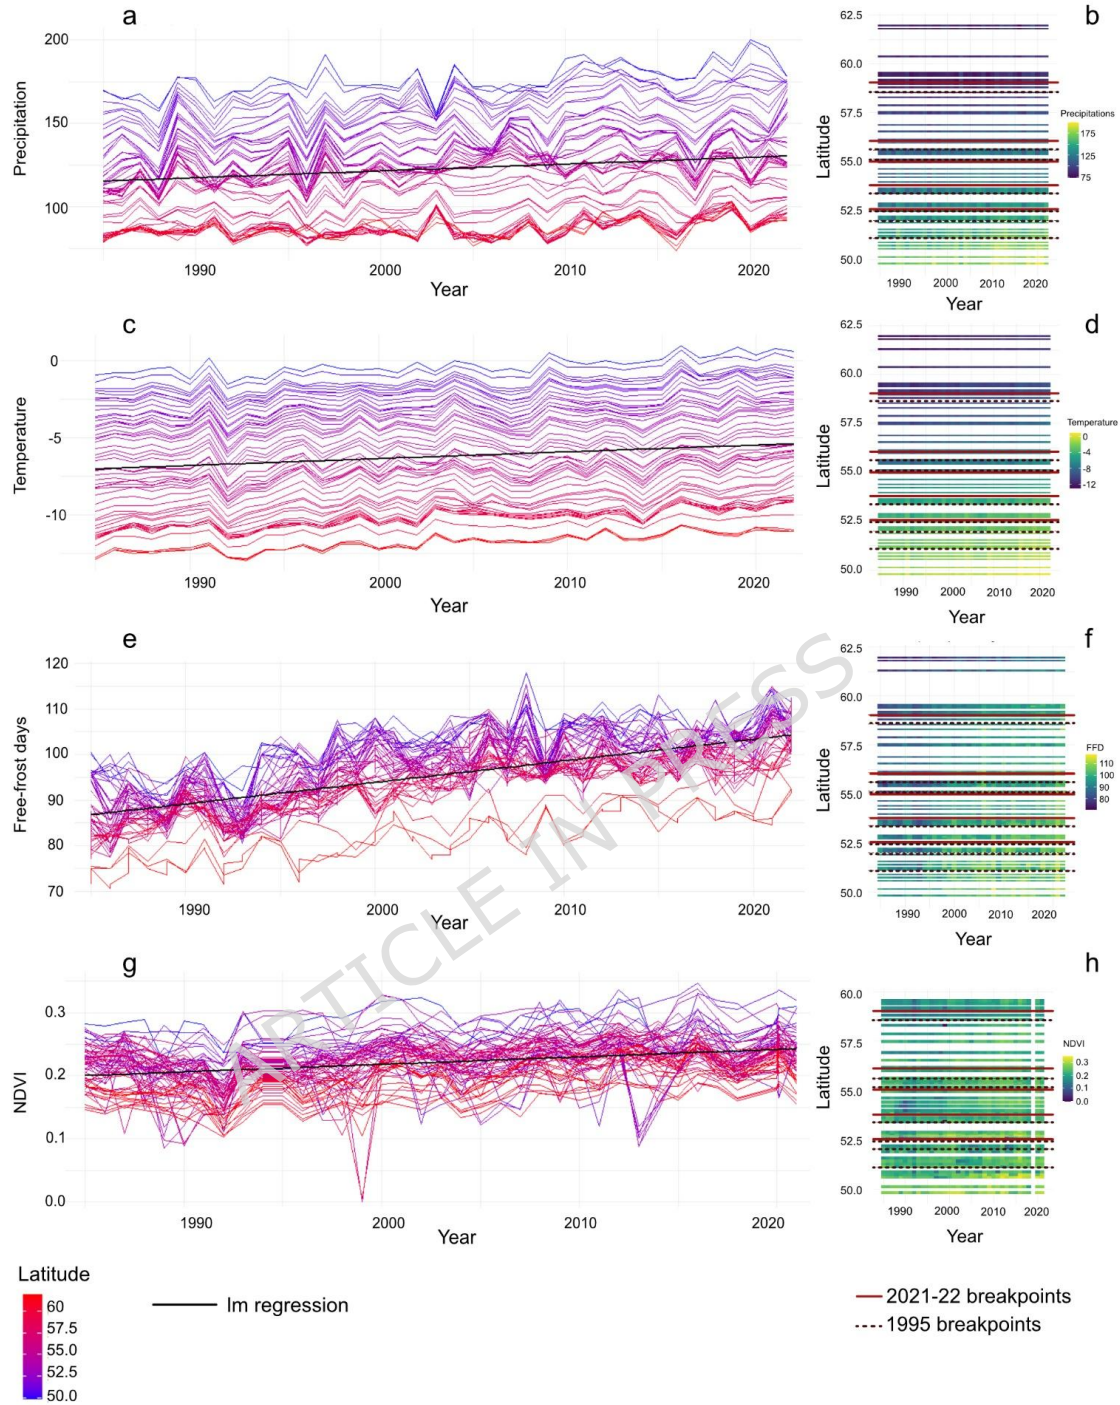 a
200
150
100
Precipitation
1990
2000
2010
2020
Year
b
62.5
60.0
57.5
55.0
52.5
50.0
Latitude
1990
2000
2010
2020
Year
Precipitations
175
125
75
c
0
-5
-10
Temperature
1990
2000
2010
2020
Year
d
62.5
60.0
57.5
55.0
52.5
50.0
Latitude
1990
2000
2010
2020
Year
Temperature
0
-4
-8
-12
e
120
110
100
90
80
70
Free-frost days
1990
2000
2010
2020
Year
f
62.5
60.0
57.5
55.0
52.5
50.0
Latitude
1990
2000
2010
2020
Year
FFD
110
100
90
80
g
0.3
0.2
0.1
0.0
NDVI
1990
2000
2010
2020
Year
h
60.0
57.5
55.0
52.5
50.0
Latitude
1990
2000
2010
2020
Year
NDVI
0.3
0.2
0.1
0.0
ARTICLE IN PRESS
Latitude
60
57.5
55.0
52.5
50.0
lm regression
2021-22 breakpoints
1995 breakpoints